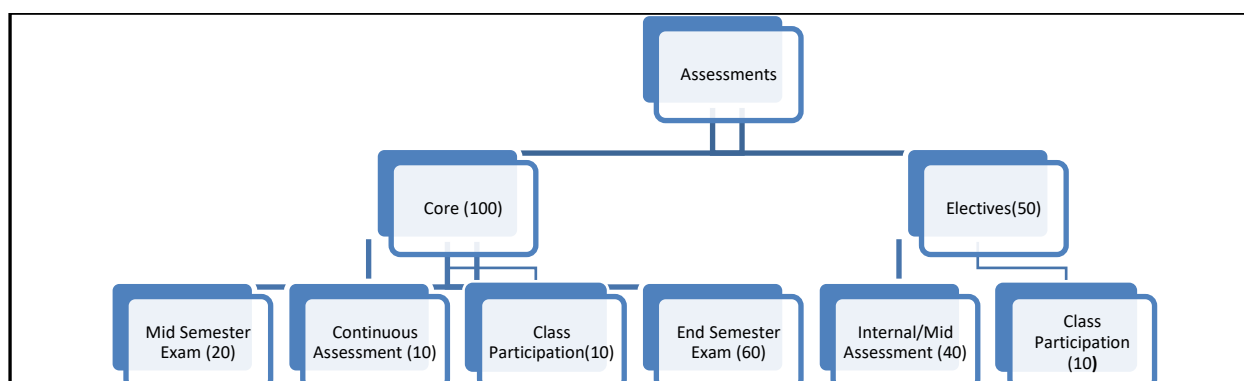 Assessments
Core (100)
Electives(50)
Mid Semester
Exam (20)
Continuous
Assessment (10)
Class
Participation(10)
End Semester
Exam (60)
Internal/Mid
Assessment (40)
Class
Participation
(10)